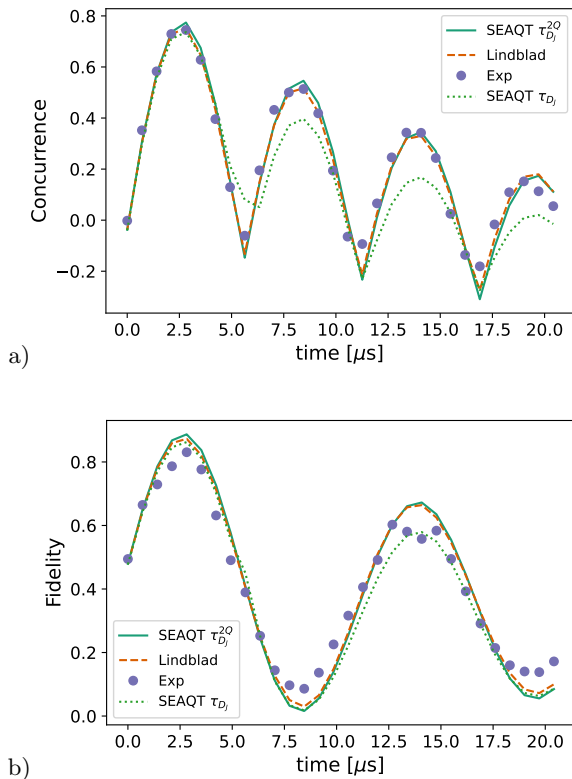 0.8
0.6
0.4
0.2
0.0
−0.2
Concurrence
SEAQT τ_{D_j}^{2Q}
Lindblad
Exp
SEAQT τ_{D_j}
0.0 2.5 5.0 7.5 10.0 12.5 15.0 17.5 20.0
time [μs]
a)
0.8
0.6
0.4
0.2
0.0
Fidelity
SEAQT τ_{D_j}^{2Q}
Lindblad
Exp
SEAQT τ_{D_j}
0.0 2.5 5.0 7.5 10.0 12.5 15.0 17.5 20.0
time [μs]
b)